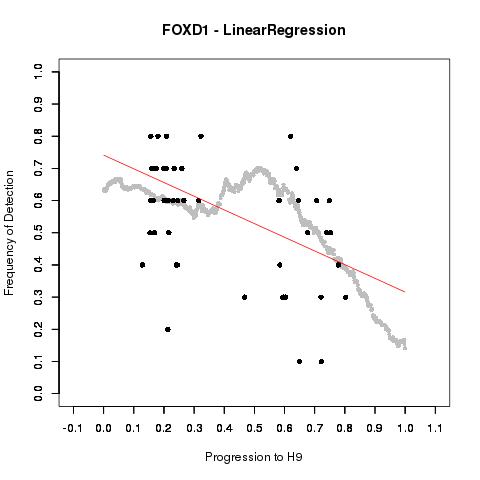 FOXD1 - LinearRegression
Frequency of Detection
1.0
0.9
0.8
0.7
0.6
0.5
0.4
0.3
0.2
0.1
0.0
-0.1 0.0 0.1 0.2 0.3 0.4 0.5 0.6 0.7 0.8 0.9 1.0 1.1
Progression to H9